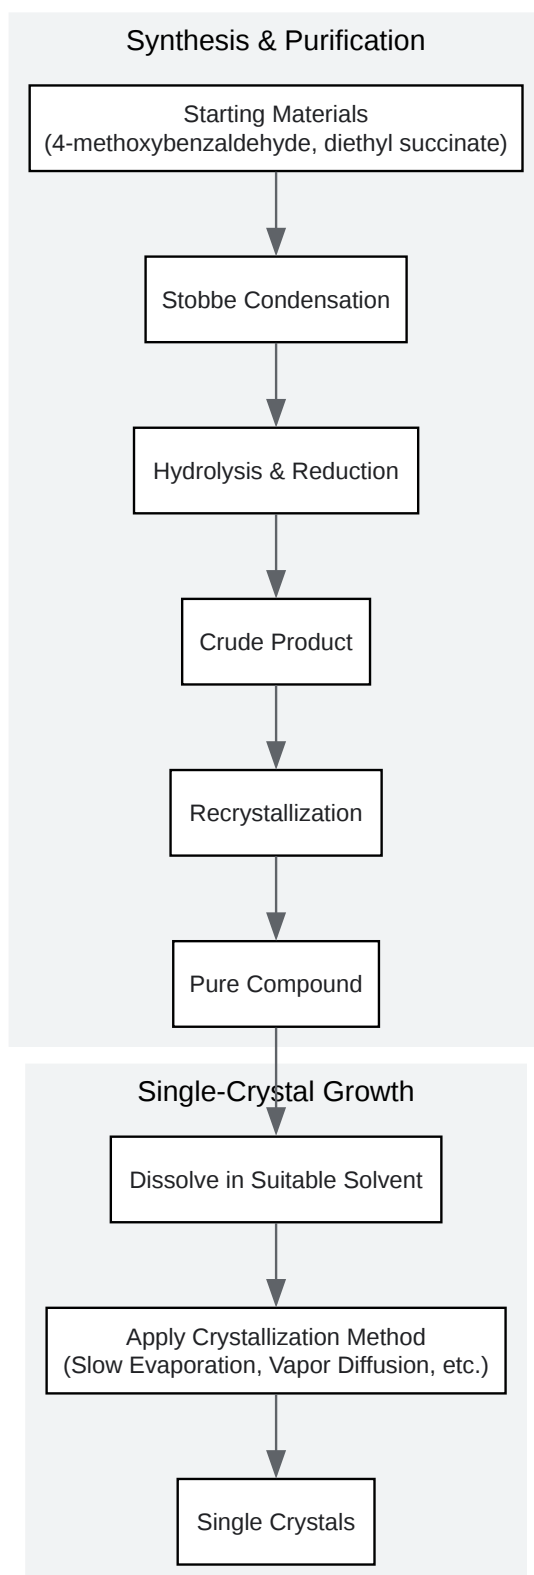 Synthesis & Purification
Starting Materials
(4-methoxybenzaldehyde, diethyl succinate)
Stobbe Condensation
Hydrolysis & Reduction
Crude Product
Recrystallization
Pure Compound
Single-Crystal Growth
Dissolve in Suitable Solvent
Apply Crystallization Method
(Slow Evaporation, Vapor Diffusion, etc.)
Single Crystals